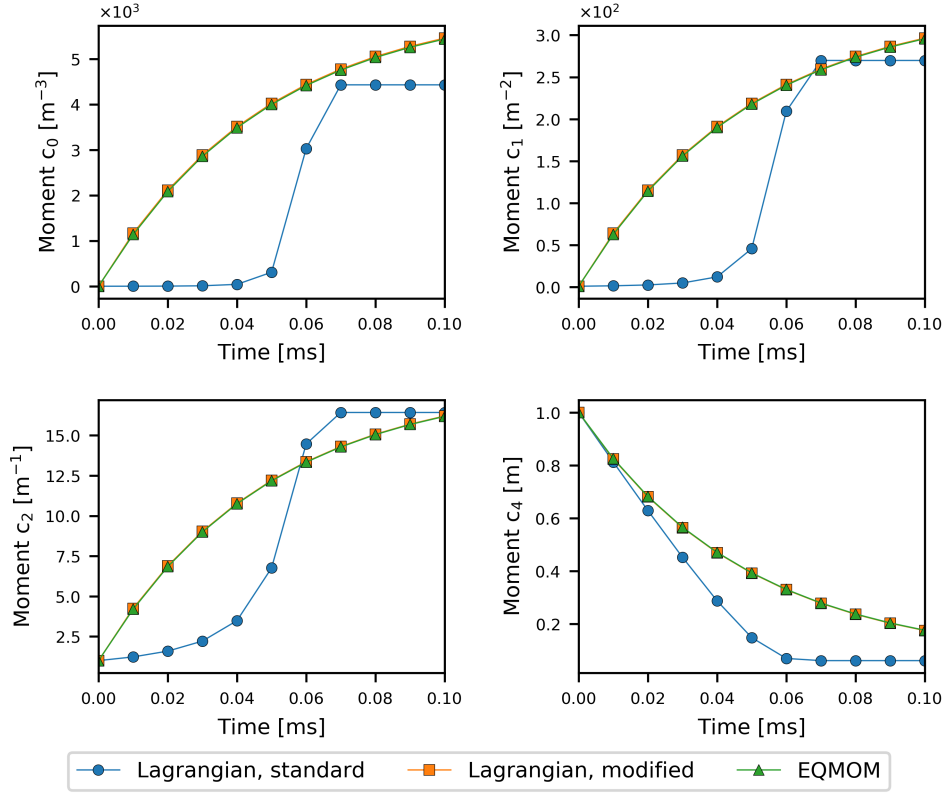 ×10³
Moment c₀ [m⁻³]
5
4
3
2
1
0
0.00 0.02 0.04 0.06 0.08 0.10
Time [ms]
×10²
Moment c₁ [m⁻²]
3.0
2.5
2.0
1.5
1.0
0.5
0.0
0.00 0.02 0.04 0.06 0.08 0.10
Time [ms]
Moment c₂ [m⁻¹]
15.0
12.5
10.0
7.5
5.0
2.5
0.00 0.02 0.04 0.06 0.08 0.10
Time [ms]
Moment c₄ [m]
1.0
0.8
0.6
0.4
0.2
0.00 0.02 0.04 0.06 0.08 0.10
Time [ms]
Lagrangian, standard Lagrangian, modified EQMOM